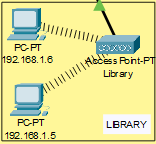 PC-PT
192.168.1.6
Access Point-PT
Library
PC-PT
192.168.1.5
LIBRARY